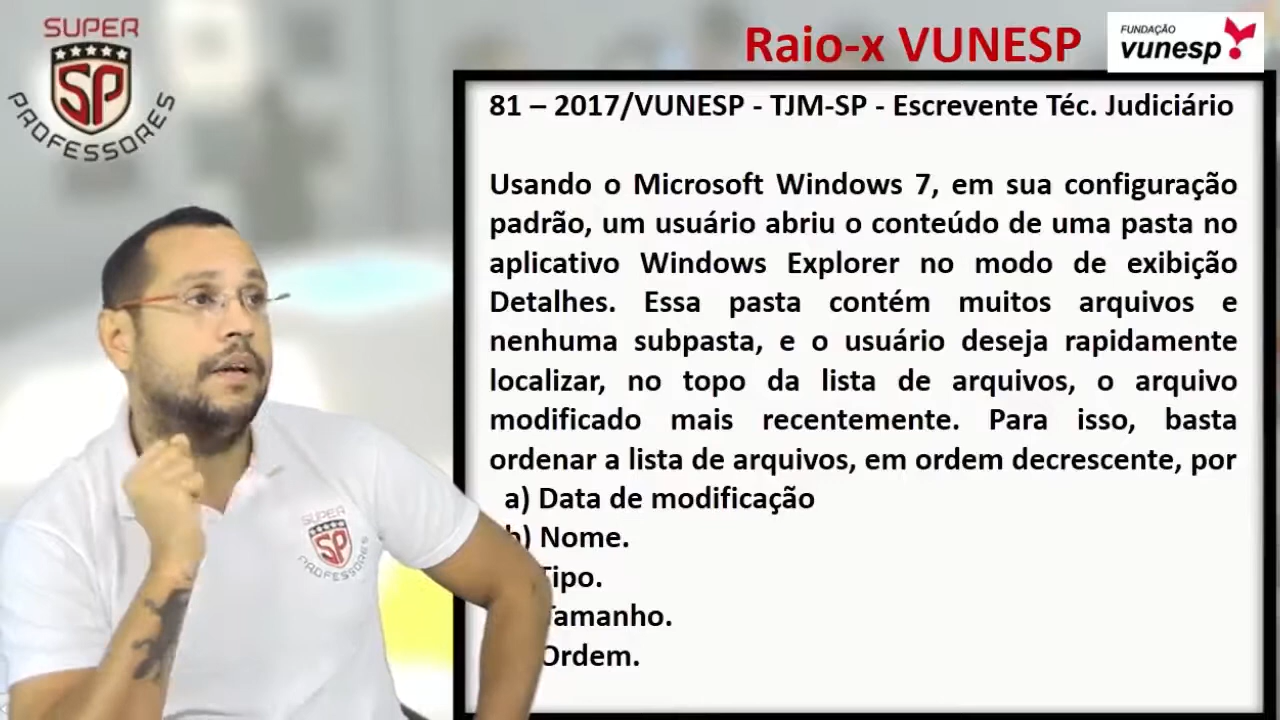 SUPER
SP
PROFESSORES
Raio-x VUNESP
FUNDAÇÃO
vunesp
81 – 2017/VUNESP - TJM-SP - Escrevente Téc. Judiciário
Usando o Microsoft Windows 7, em sua configuração
padrão, um usuário abriu o conteúdo de uma pasta no
aplicativo Windows Explorer no modo de exibição
Detalhes. Essa pasta contém muitos arquivos e
nenhuma subpasta, e o usuário deseja rapidamente
localizar, no topo da lista de arquivos, o arquivo
modificado mais recentemente. Para isso, basta
ordenar a lista de arquivos, em ordem decrescente, por
a) Data de modificação
b) Nome.
Tipo.
Tamanho.
Ordem.
SUPER
SP
PROFESSORES